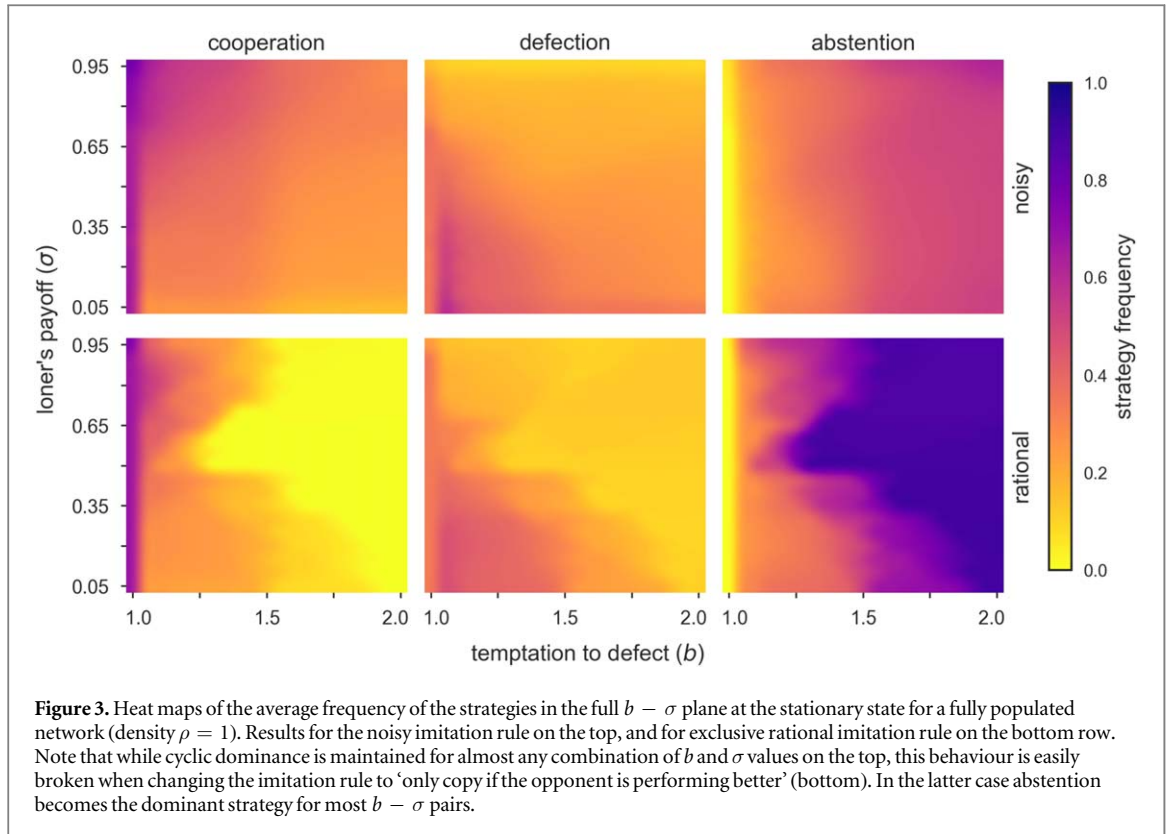 cooperation defection abstention
0.95
0.65
0.35
0.05
noisy
loner's payoff (σ)
0.95
0.65
0.35
0.05
rational
1.0 1.5 2.0 1.0 1.5 2.0 1.0 1.5 2.0
temptation to defect (b)
1.0
0.8
0.6
0.4
0.2
0.0
strategy frequency
Figure 3. Heat maps of the average frequency of the strategies in the full b − σ plane at the stationary state for a fully populated
network (density ρ = 1). Results for the noisy imitation rule on the top, and for exclusive rational imitation rule on the bottom row.
Note that while cyclic dominance is maintained for almost any combination of b and σ values on the top, this behaviour is easily
broken when changing the imitation rule to ‘only copy if the opponent is performing better’ (bottom). In the latter case abstention
becomes the dominant strategy for most b − σ pairs.